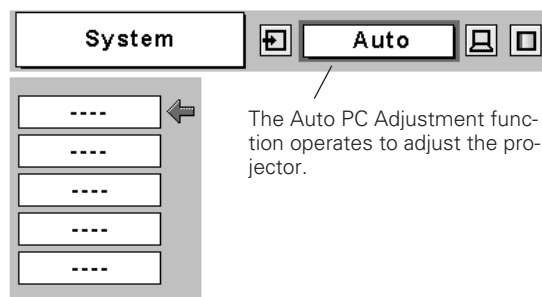 System
Auto
The Auto PC Adjustment func-
tion operates to adjust the pro-
jector.
----
----
----
----
----